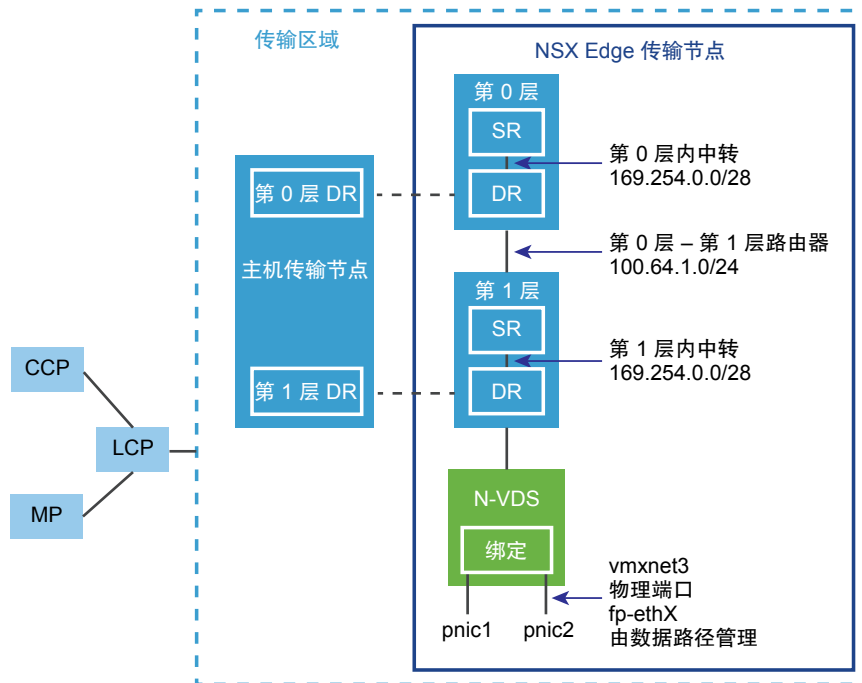 传输区域
NSX Edge 传输节点
第 0 层
SR
第 0 层内中转
169.254.0.0/28
第 0 层 DR
DR
第 0 层 – 第 1 层路由器
100.64.1.0/24
主机传输节点
第 1 层
SR
第 1 层内中转
169.254.0.0/28
第 1 层 DR
DR
CCP
LCP
MP
N-VDS
绑定
vmxnet3
物理端口
fp-ethX
由数据路径管理
pnic1
pnic2